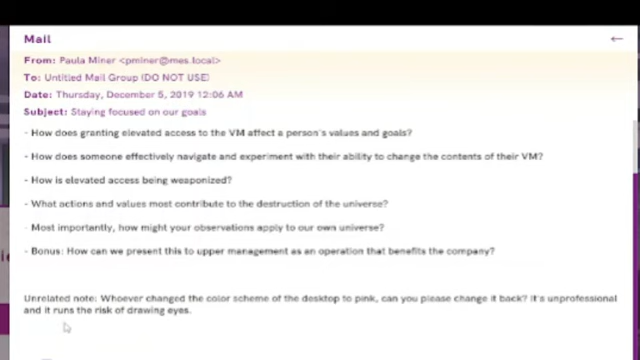 Mail
←
From: Paula Miner <pminer@mes.local>
To: Untitled Mail Group (DO NOT USE)
Date: Thursday, December 5, 2019 12:06 AM
Subject: Staying focused on our goals
- How does granting elevated access to the VM affect a person's values and goals?
- How does someone effectively navigate and experiment with their ability to change the contents of their VM?
- How is elevated access being weaponized?
- What actions and values most contribute to the destruction of the universe?
- Most importantly, how might your observations apply to our own universe?
- Bonus: How can we present this to upper management as an operation that benefits the company?
Unrelated note: Whoever changed the color scheme of the desktop to pink, can you please change it back? It's unprofessional
and it runs the risk of drawing eyes.